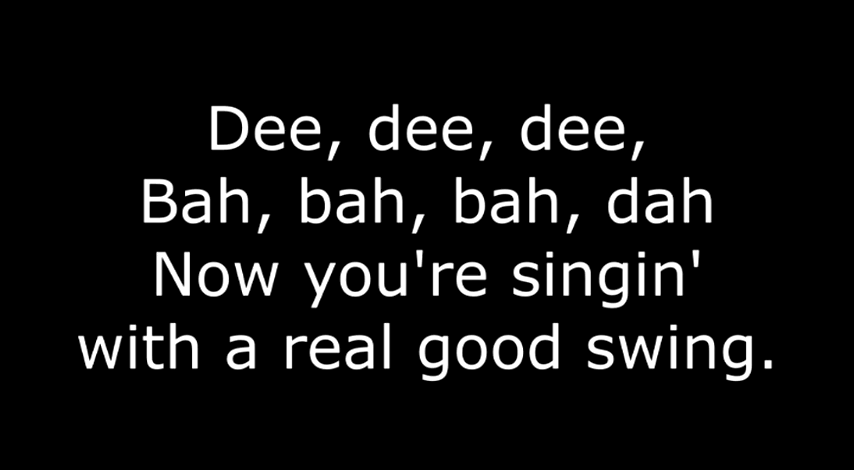 Dee, dee, dee,
Bah, bah, bah, dah
Now you're singin'
with a real good swing.